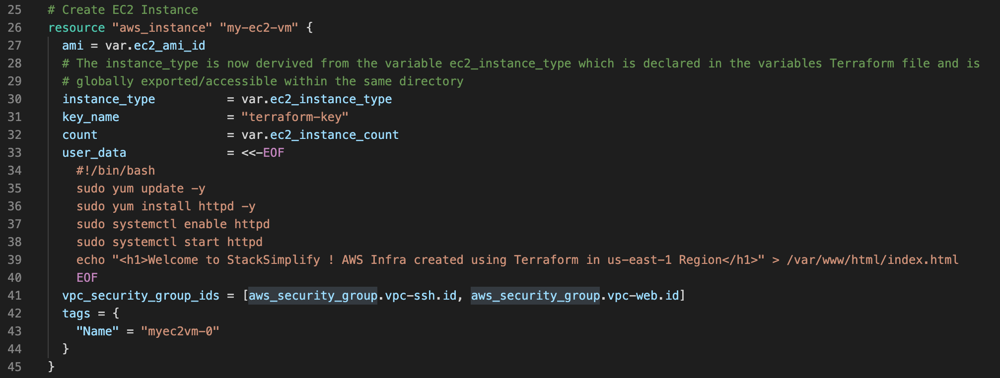 25 # Create EC2 Instance
26 resource "aws_instance" "my-ec2-vm" {
27 ami = var.ec2_ami_id
28 # The instance_type is now dervived from the variable ec2_instance_type which is declared in the variables Terraform file and is
29 # globally exported/accessible within the same directory
30 instance_type = var.ec2_instance_type
31 key_name = "terraform-key"
32 count = var.ec2_instance_count
33 user_data = <<-EOF
34 #!/bin/bash
35 sudo yum update -y
36 sudo yum install httpd -y
37 sudo systemctl enable httpd
38 sudo systemctl start httpd
39 echo "<h1>Welcome to StackSimplify ! AWS Infra created using Terraform in us-east-1 Region</h1>" > /var/www/html/index.html
40 EOF
41 vpc_security_group_ids = [aws_security_group.vpc-ssh.id, aws_security_group.vpc-web.id]
42 tags = {
43 "Name" = "myec2vm-0"
44 }
45 }